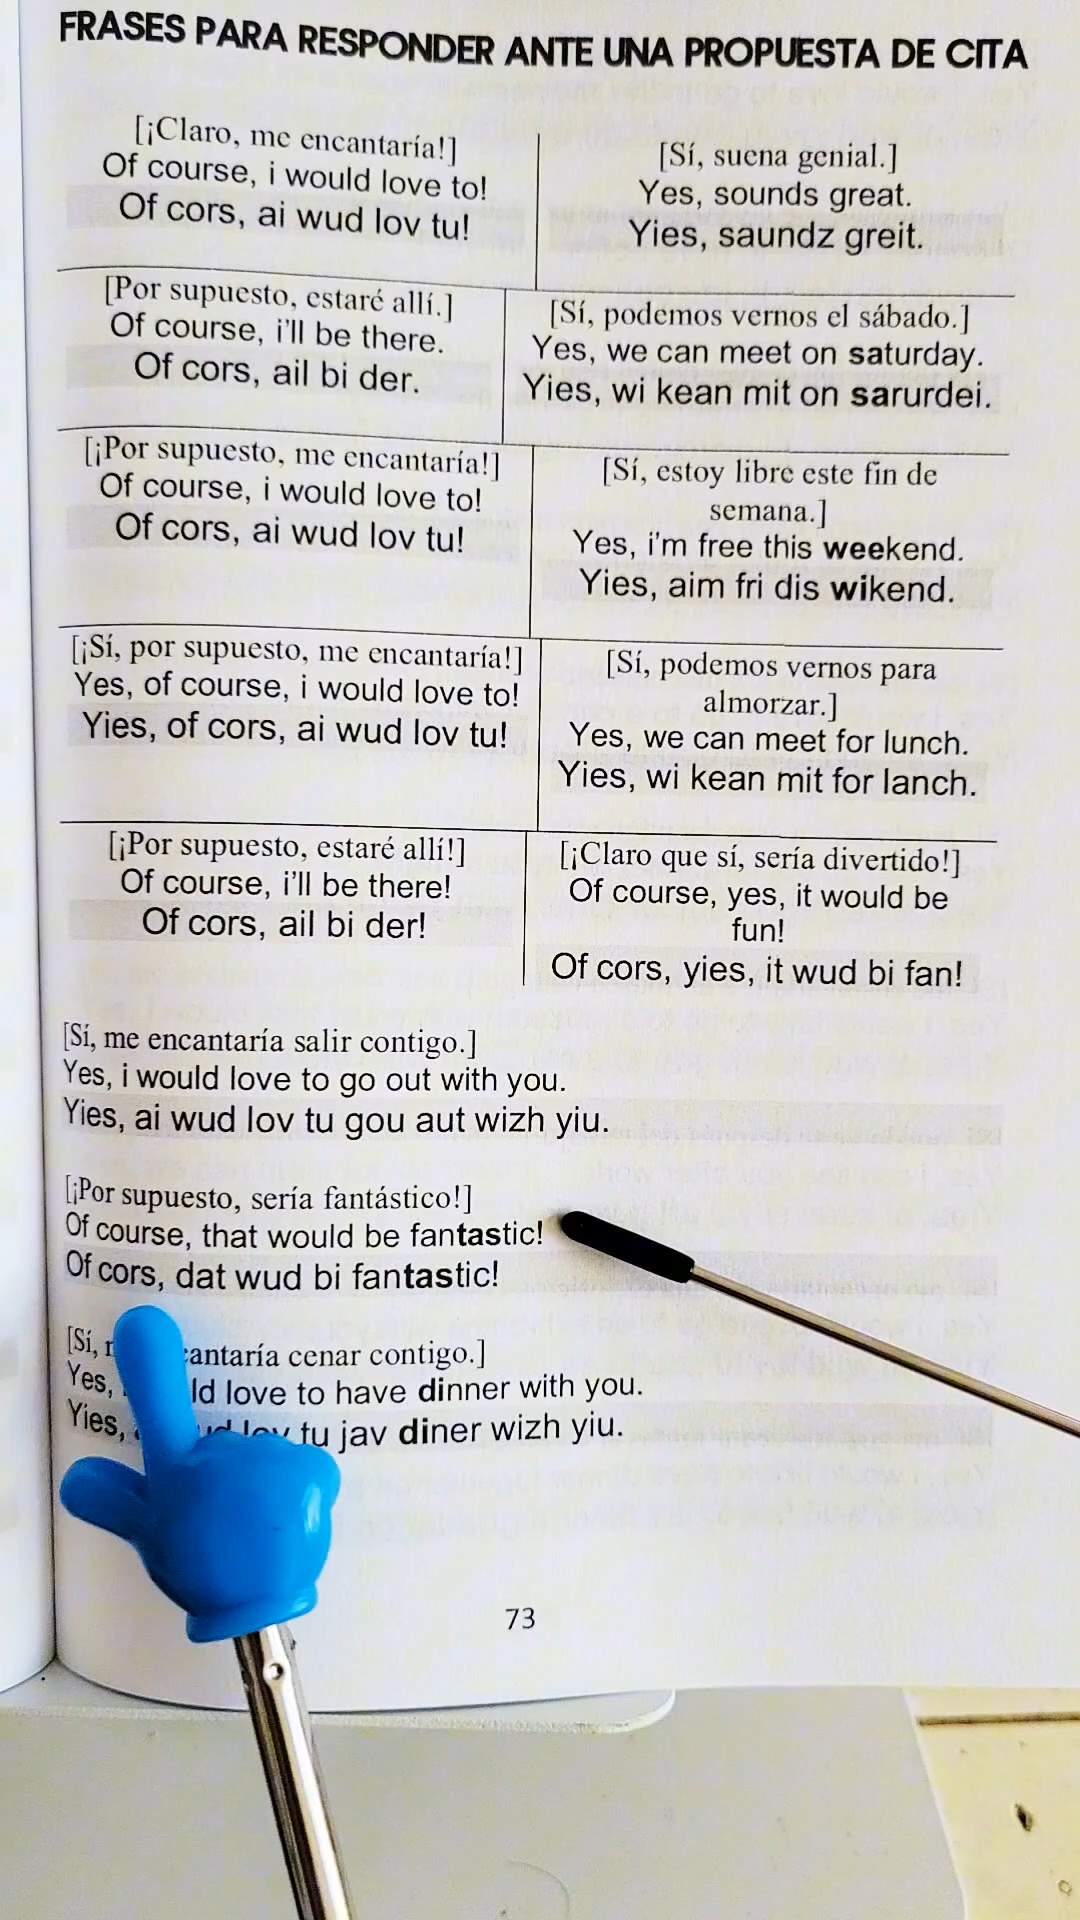 FRASES PARA RESPONDER ANTE UNA PROPUESTA DE CITA
[¡Claro, me encantaría!]
Of course, i would love to!
Of cors, ai wud lov tu!
[Sí, suena genial.]
Yes, sounds great.
Yies, saundz greit.
[Por supuesto, estaré allí.]
Of course, i'll be there.
Of cors, ail bi der.
[Sí, podemos vernos el sábado.]
Yes, we can meet on saturday.
Yies, wi kean mit on sarurdei.
[¡Por supuesto, me encantaría!]
Of course, i would love to!
Of cors, ai wud lov tu!
[Sí, estoy libre este fin de
semana.]
Yes, i'm free this weekend.
Yies, aim fri dis wikend.
[¡Sí, por supuesto, me encantaría!]
Yes, of course, i would love to!
Yies, of cors, ai wud lov tu!
[Sí, podemos vernos para
almorzar.]
Yes, we can meet for lunch.
Yies, wi kean mit for lanch.
[¡Por supuesto, estaré allí!]
Of course, i'll be there!
Of cors, ail bi der!
[¡Claro que sí, sería divertido!]
Of course, yes, it would be
fun!
Of cors, yies, it wud bi fan!
[Sí, me encantaría salir contigo.]
Yes, i would love to go out with you.
Yies, ai wud lov tu gou aut wizh yiu.
[¡Por supuesto, sería fantástico!]
Of course, that would be fantastic!
Of cors, dat wud bi fantastic!
[Sí, cenar contigo.]
Yes, love to have dinner with you.
Yies, tu jav diner wizh yiu.
73